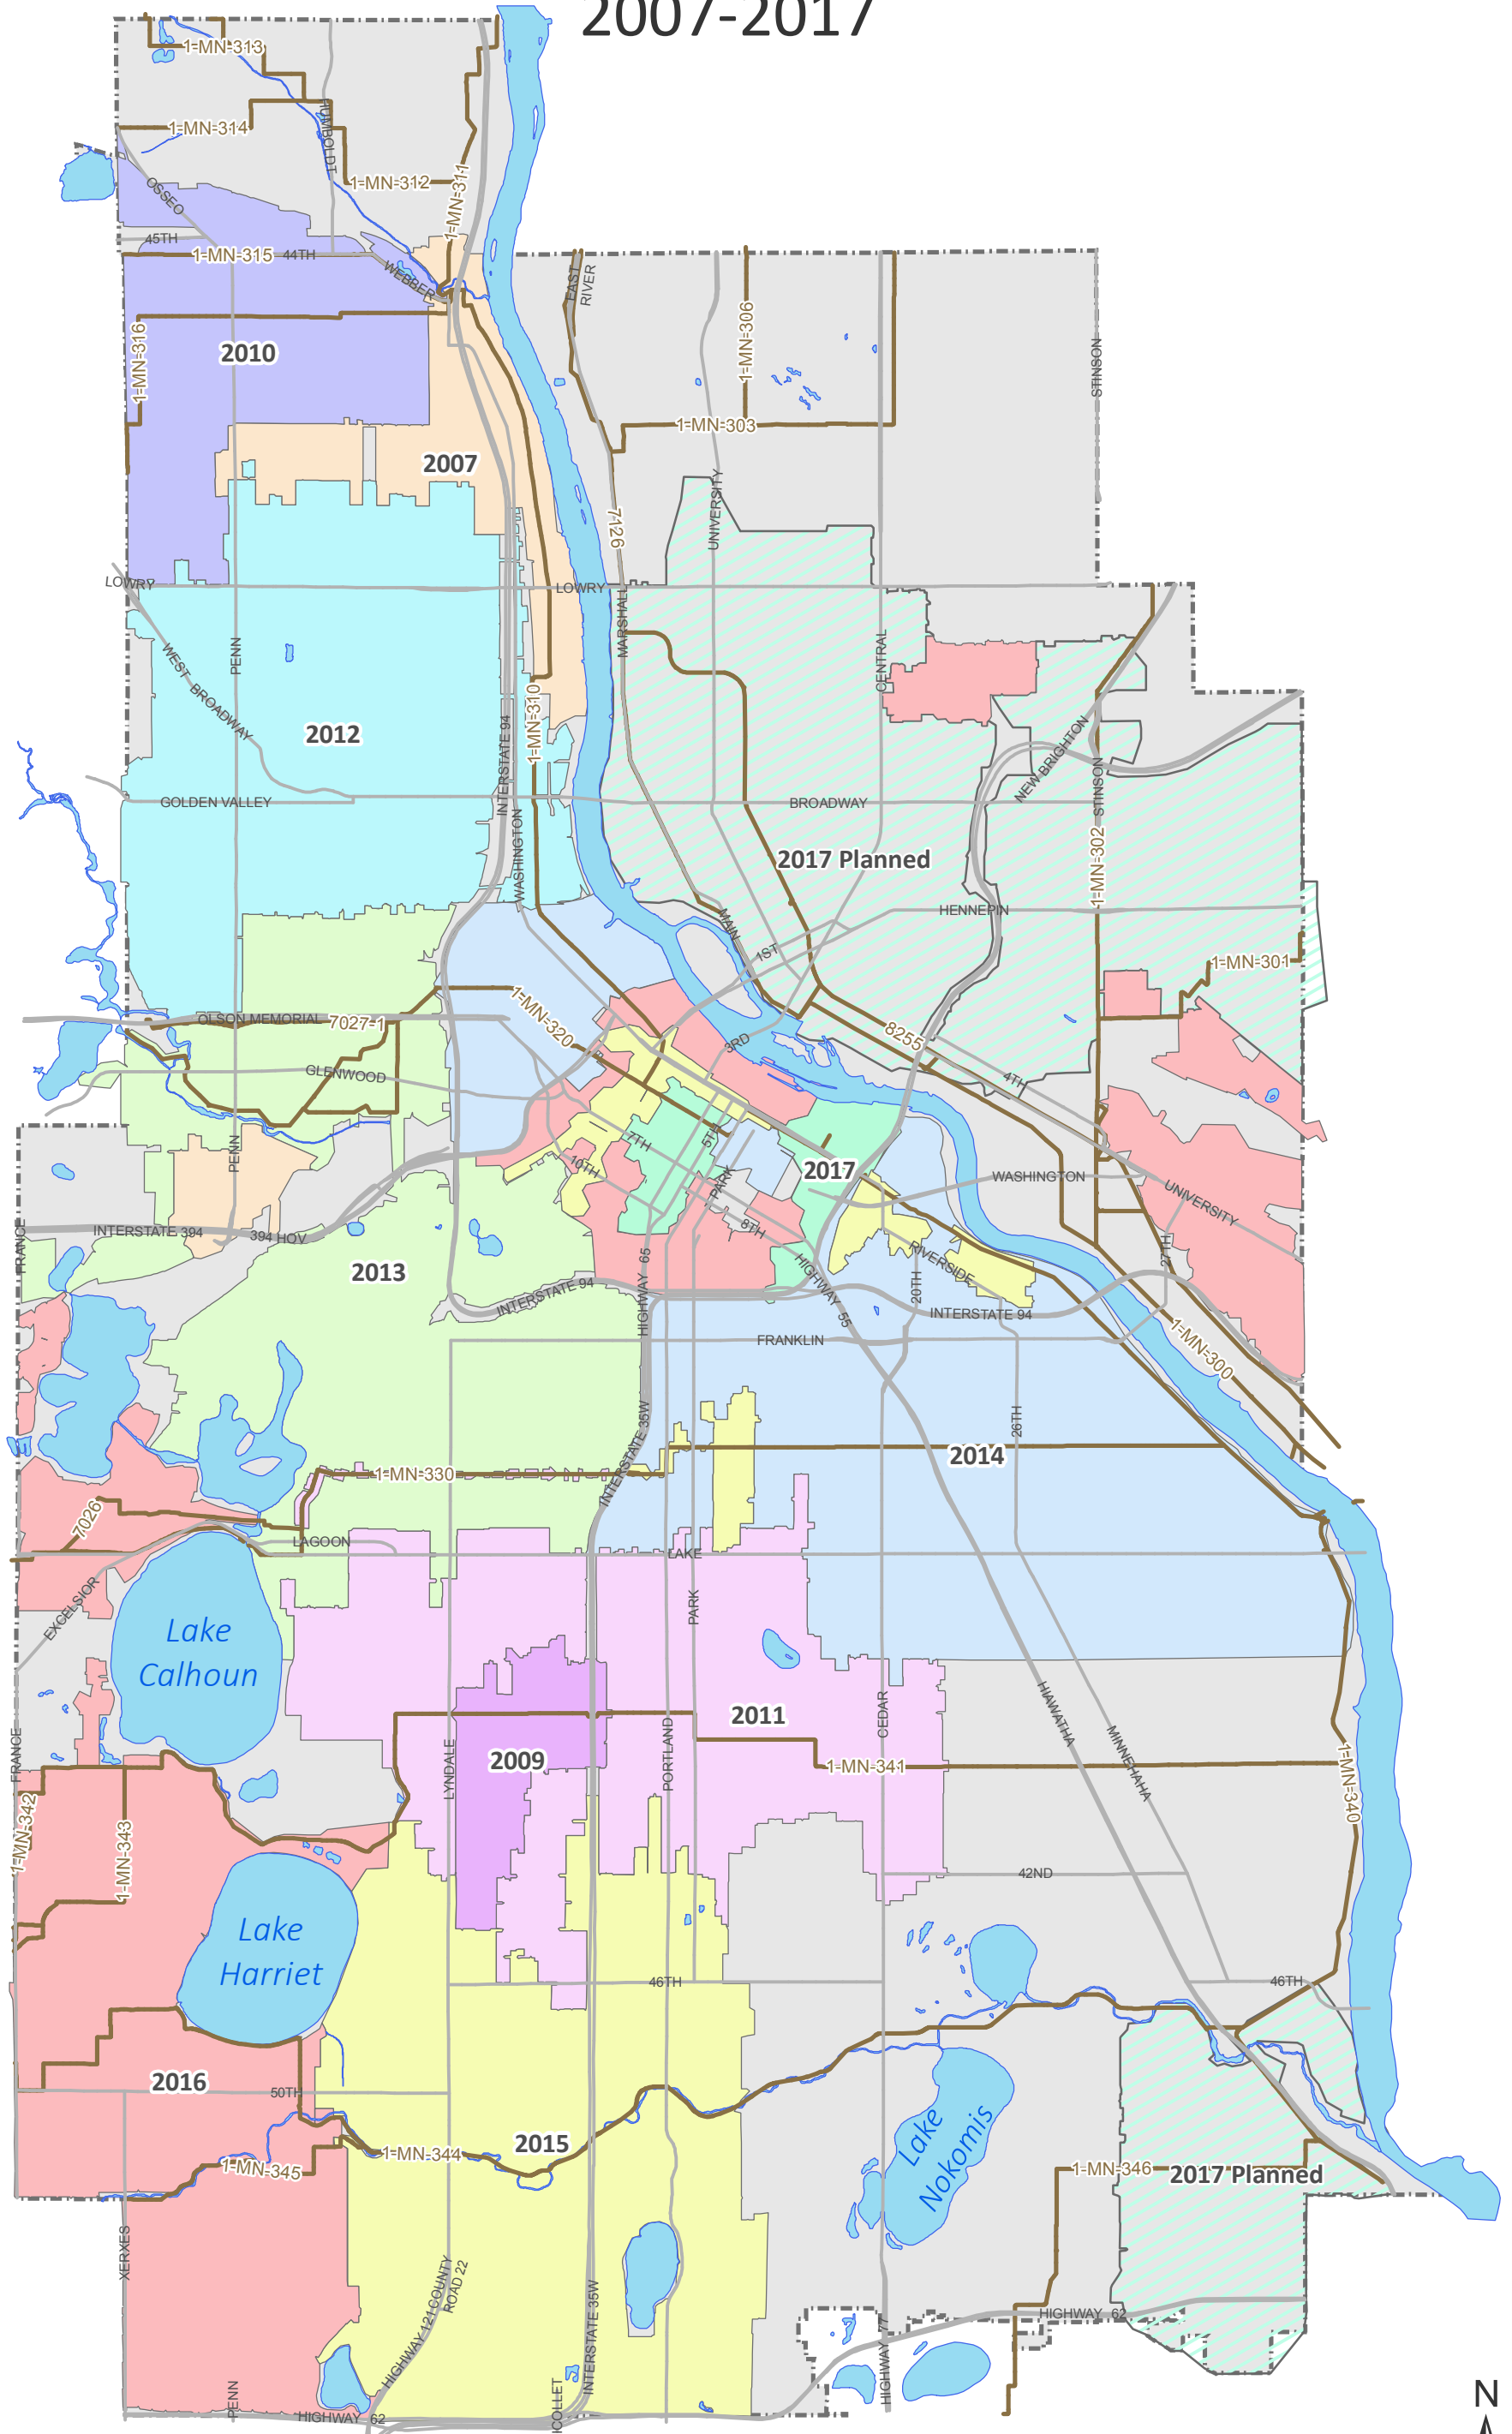 2007-2017
1-MN-313
HUMBOLDT
1-MN-314
1-MN-312
1-MN-311
OSSEO
45TH
1-MN-315
44TH
WEBBER
EAST
RIVER
1-MN-316
2010
1-MN-306
STINSON
1-MN-303
2007
UNIVERSITY
7126
LOWRY
LOWRY
MARSHALL
PENN
WEST BROADWAY
CENTRAL
1-MN-310
2012
INTERSTATE 94
NEW BRIGHTON
STINSON
GOLDEN VALLEY
BROADWAY
WASHINGTON
2017 Planned
1-MN-302
HENNEPIN
MAIN
1ST
1-MN-301
OLSON MEMORIAL
7027-1
1-MN-320
8255
3RD
GLENWOOD
4TH
7TH
5TH
PENN
10TH
PARK
2017
WASHINGTON
UNIVERSITY
8TH
FRANCE
INTERSTATE 394
394 HOV
65
HIGHWAY
RIVERSIDE
27TH
2013
HIGHWAY 55
20TH
INTERSTATE 94
INTERSTATE 94
FRANKLIN
1-MN-300
INTERSTATE 35W
26TH
2014
1-MN-330
7026
LAGOON
LAKE
EXCELSIOR
PARK
Lake
Calhoun
HIAWATHA
2011
CEDAR
MINNEHAHA
FRANCE
LYNDALE
2009
PORTLAND
1-MN-341
1-MN-340
1-MN-342
1-MN-343
42ND
Lake
Harriet
46TH
46TH
2016
50TH
2015
1-MN-344
1-MN-345
Lake
Nokomis
1-MN-346
2017 Planned
XERXES
COUNTY
ROAD 22
HIGHWAY 121
INTERSTATE 35W
HIGHWAY 62
HIGHWAY 77
PENN
ICOLLET
HIGHWAY 62
N